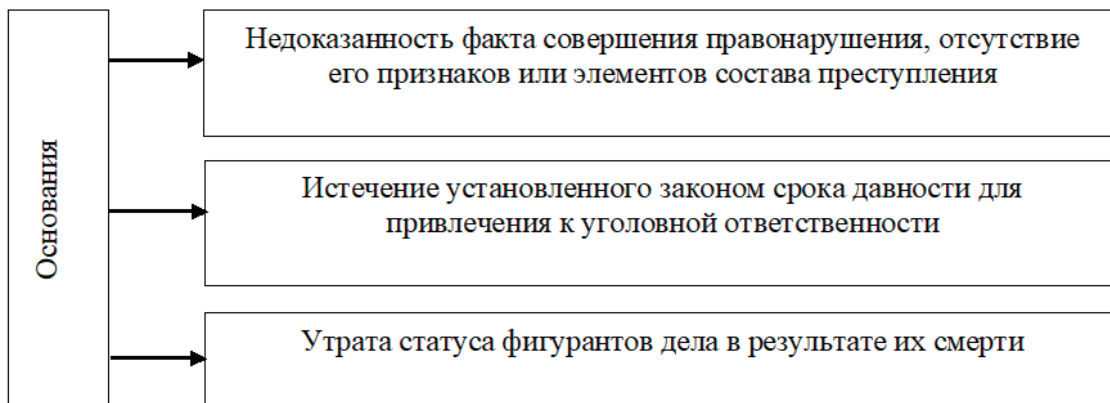 Основания
Недоказанность факта совершения правонарушения, отсутствие
его признаков или элементов состава преступления
Истечение установленного законом срока давности для
привлечения к уголовной ответственности
Утрата статуса фигурантов дела в результате их смерти